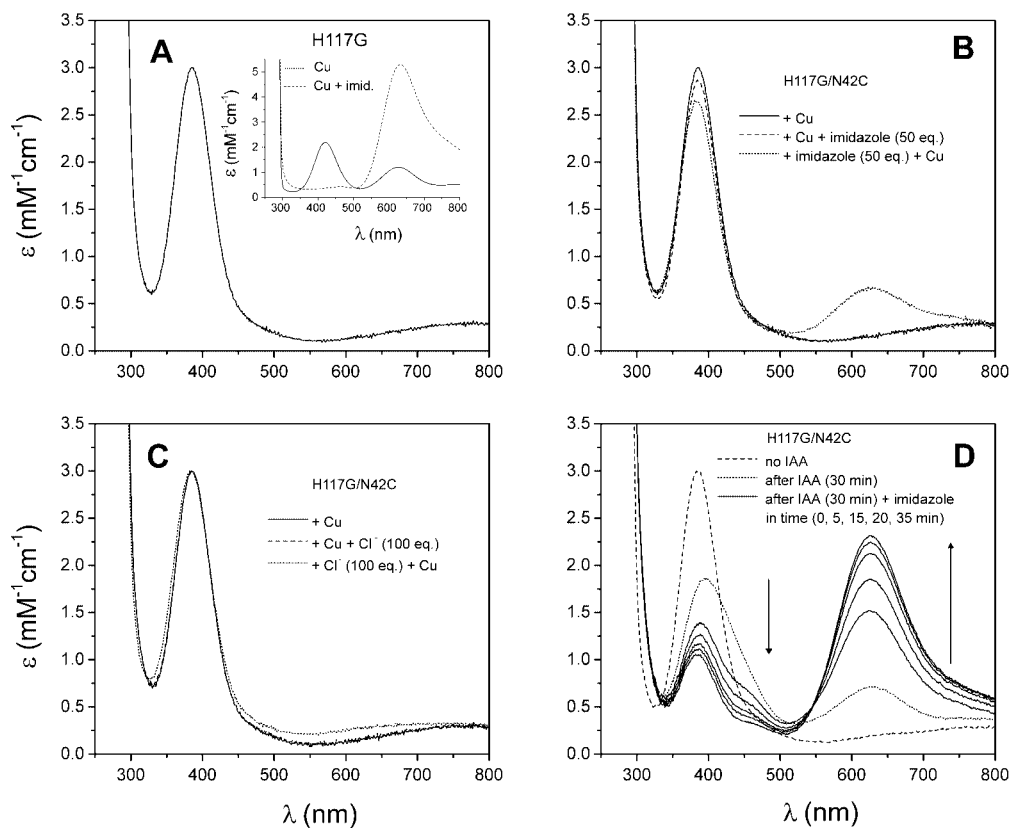 A
H117G
Cu
Cu + imid.
ε (mM⁻¹cm⁻¹)
5
4
3
2
1
0
300 400 500 600 700 800
λ (nm)
ε (mM⁻¹cm⁻¹)
3.5
3.0
2.5
2.0
1.5
1.0
0.5
0.0
300 400 500 600 700 800
B
H117G/N42C
+ Cu
+ Cu + imidazole (50 eq.)
+ imidazole (50 eq.) + Cu
3.5
3.0
2.5
2.0
1.5
1.0
0.5
0.0
300 400 500 600 700 800
C
H117G/N42C
+ Cu
+ Cu + Cl⁻ (100 eq.)
+ Cl⁻ (100 eq.) + Cu
ε (mM⁻¹cm⁻¹)
3.5
3.0
2.5
2.0
1.5
1.0
0.5
0.0
300 400 500 600 700 800
λ (nm)
D
H117G/N42C
no IAA
after IAA (30 min)
after IAA (30 min) + imidazole
in time (0, 5, 15, 20, 35 min)
3.5
3.0
2.5
2.0
1.5
1.0
0.5
0.0
300 400 500 600 700 800
λ (nm)